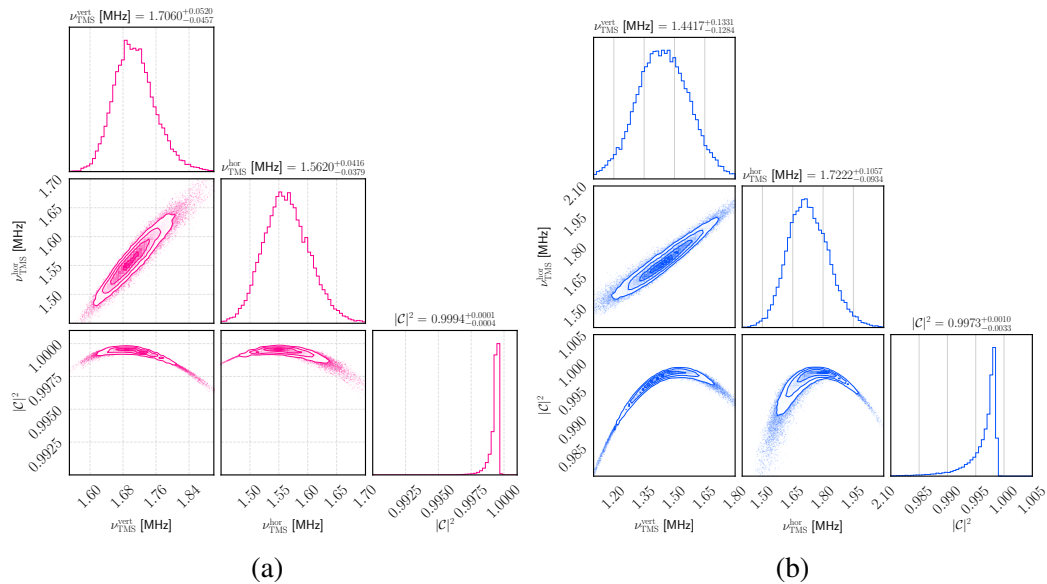 ν_TMS^vert [MHz] = 1.7060^{+0.0520}_{-0.0457}
ν_TMS^hor [MHz] = 1.5620^{+0.0416}_{-0.0379}
|C|^2 = 0.9994^{+0.0001}_{-0.0004}
ν_TMS^hor [MHz]
1.70
1.65
1.60
1.55
1.50
|C|^2
1.0000
0.9975
0.9950
0.9925
1.60 1.68 1.76 1.84
ν_TMS^vert [MHz]
1.50 1.55 1.60 1.65 1.70
ν_TMS^hor [MHz]
0.9925 0.9950 0.9975 1.0000
|C|^2
(a)
ν_TMS^vert [MHz] = 1.4417^{+0.1331}_{-0.1284}
ν_TMS^hor [MHz] = 1.7222^{+0.1057}_{-0.0934}
|C|^2 = 0.9973^{+0.0010}_{-0.0033}
ν_TMS^hor [MHz]
2.10
1.95
1.80
1.65
1.50
|C|^2
1.005
1.000
0.995
0.990
0.985
1.20 1.35 1.50 1.65 1.80
ν_TMS^vert [MHz]
1.50 1.65 1.80 1.95 2.10
ν_TMS^hor [MHz]
0.985 0.990 0.995 1.000 1.005
|C|^2
(b)